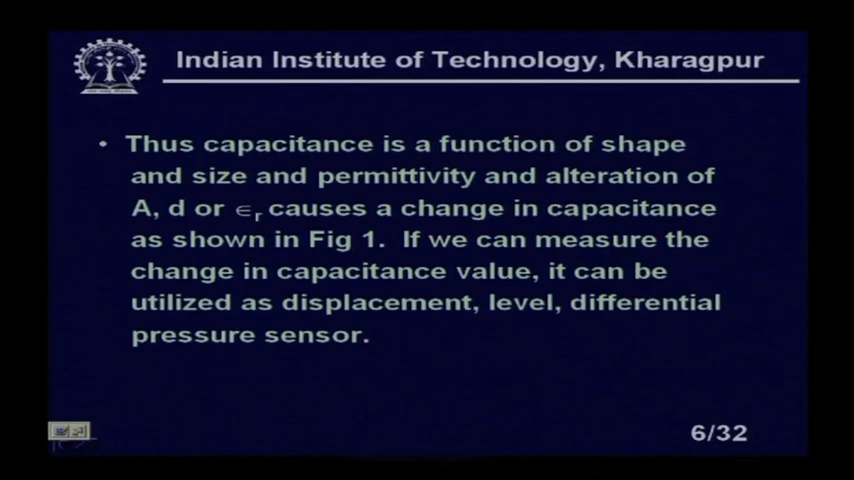 Indian Institute of Technology, Kharagpur
• Thus capacitance is a function of shape
and size and permittivity and alteration of
A, d or ∈r causes a change in capacitance
as shown in Fig 1. If we can measure the
change in capacitance value, it can be
utilized as displacement, level, differential
pressure sensor.
6/32